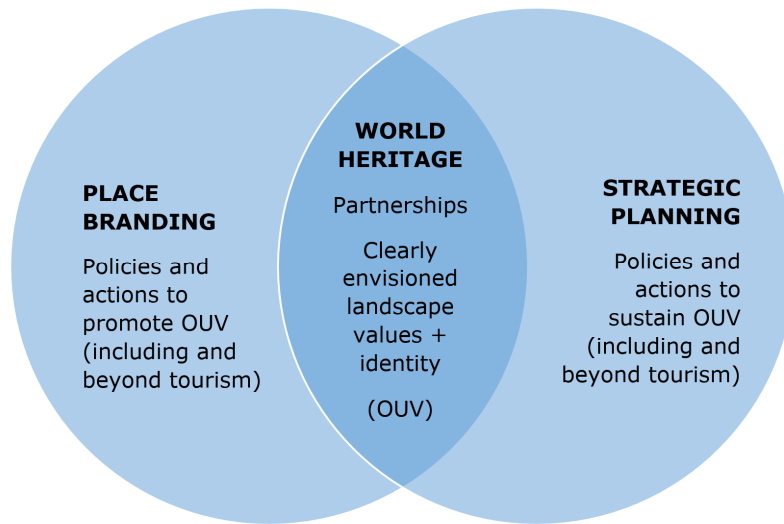 PLACE
BRANDING
Policies and
actions to
promote OUV
(including and
beyond tourism)
WORLD
HERITAGE
Partnerships
Clearly
envisioned
landscape
values +
identity
(OUV)
STRATEGIC
PLANNING
Policies and
actions to
sustain OUV
(including and
beyond tourism)